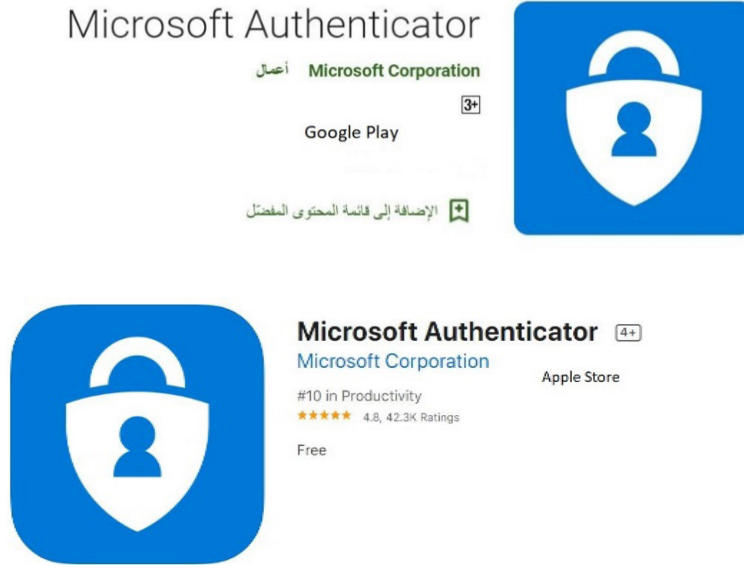 Microsoft Authenticator
Microsoft Corporation أعمال
3+
Google Play
الإضافة إلى قائمة المحتوى المفضّل
Microsoft Authenticator 4+
Microsoft Corporation
Apple Store
#10 in Productivity
★★★★★ 4.8, 42.3K Ratings
Free